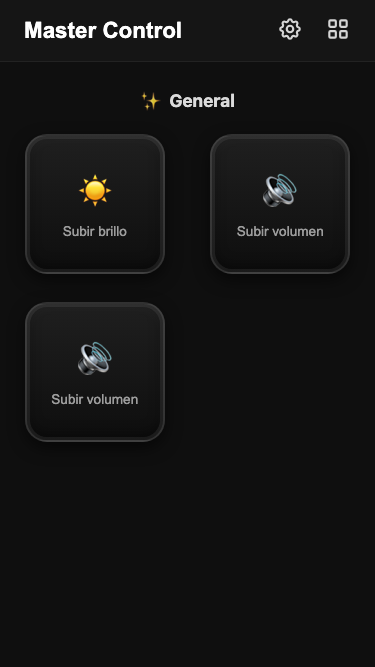 Master Control
✨ General
Subir brillo
Subir volumen
Subir volumen